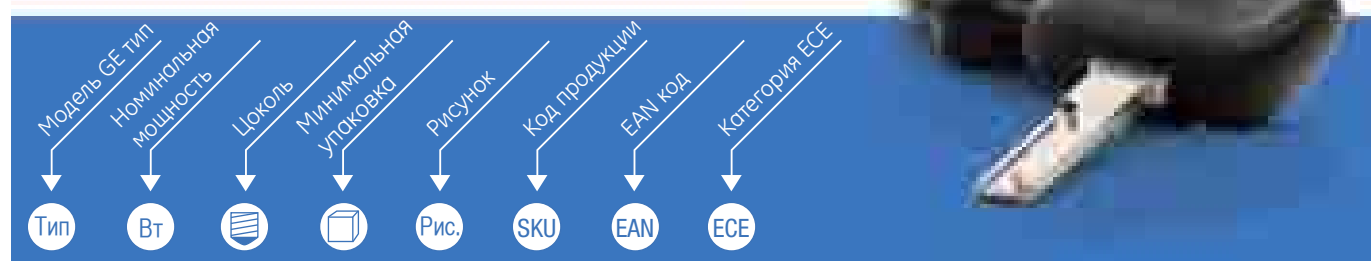 Модель GE тип
Номинальная
мощность
Цоколь
Минимальная
упаковка
Рисунок
Код продукции
EAN код
Категория ECE
Тип
Вт
Рис.
SKU
EAN
ECE